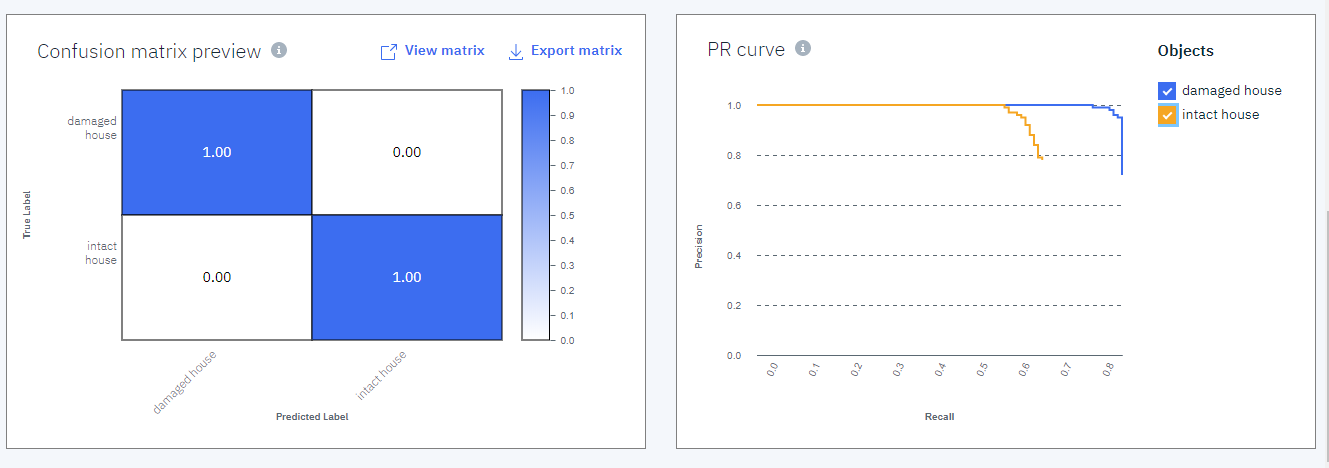 Confusion matrix preview
View matrix
Export matrix
True Label
damaged
house
intact
house
1.00
0.00
0.00
1.00
damaged house
intact house
Predicted Label
1.0
0.9
0.8
0.7
0.6
0.5
0.4
0.3
0.2
0.1
0.0
PR curve
Precision
1.0
0.8
0.6
0.4
0.2
0.0
0.0
0.1
0.2
0.3
0.4
0.5
0.6
0.7
0.8
Recall
Objects
damaged house
intact house